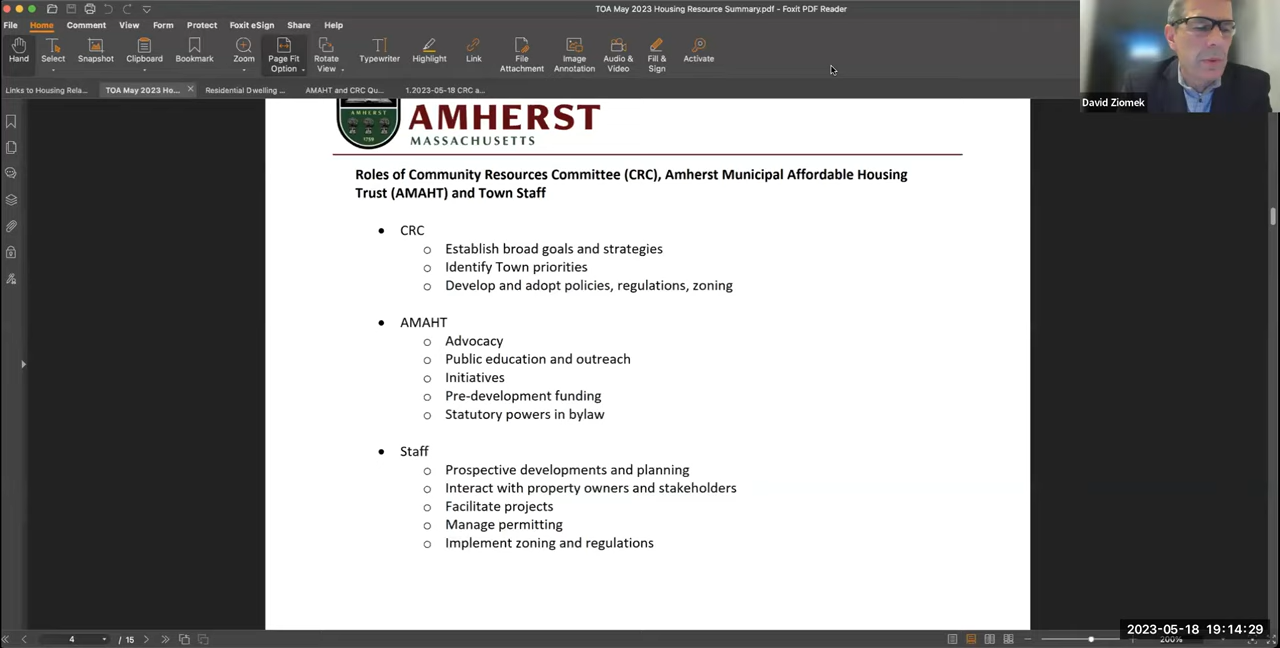 TOA May 2023 Housing Resource Summary.pdf - Foxit PDF Reader
File Home Comment View Form Protect Foxit eSign Share Help
Hand Select Snapshot Clipboard Bookmark Zoom Page Fit Option Rotate View Typewriter Highlight Link File Attachment Image Annotation Audio & Video Fill & Sign Activate
David Ziomek
Links to Housing Rela... TOA May 2023 Ho... Residential Dwelling ... AMAHT and CRC Qu... 1.2023-05-18 CRC a...
AMHERST
MASSACHUSETTS
1759
Roles of Community Resources Committee (CRC), Amherst Municipal Affordable Housing
Trust (AMAHT) and Town Staff
• CRC
o Establish broad goals and strategies
o Identify Town priorities
o Develop and adopt policies, regulations, zoning
• AMAHT
o Advocacy
o Public education and outreach
o Initiatives
o Pre-development funding
o Statutory powers in bylaw
• Staff
o Prospective developments and planning
o Interact with property owners and stakeholders
o Facilitate projects
o Manage permitting
o Implement zoning and regulations
2023-05-18 19:14:29
4 / 15
200%